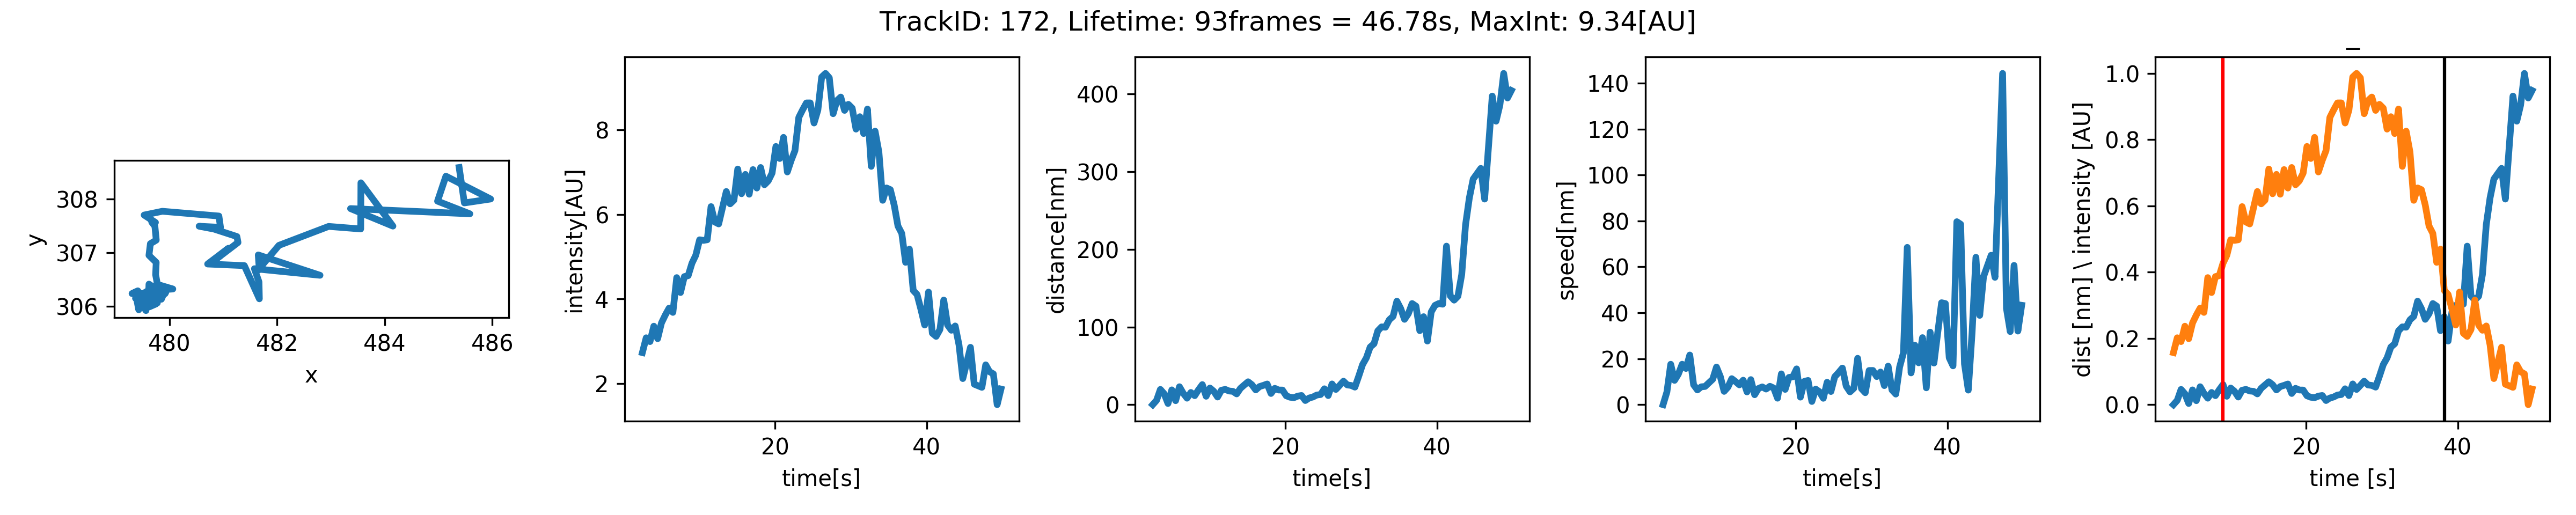 TrackID: 172, Lifetime: 93frames = 46.78s, MaxInt: 9.34[AU]
308
307
306
y
480 482 484 486
x
8
6
4
2
intensity[AU]
20 40
time[s]
400
300
200
100
0
distance[nm]
20 40
time[s]
140
120
100
80
60
40
20
0
speed[nm]
20 40
time[s]
_
1.0
0.8
0.6
0.4
0.2
0.0
dist [nm] \ intensity [AU]
20 40
time [s]